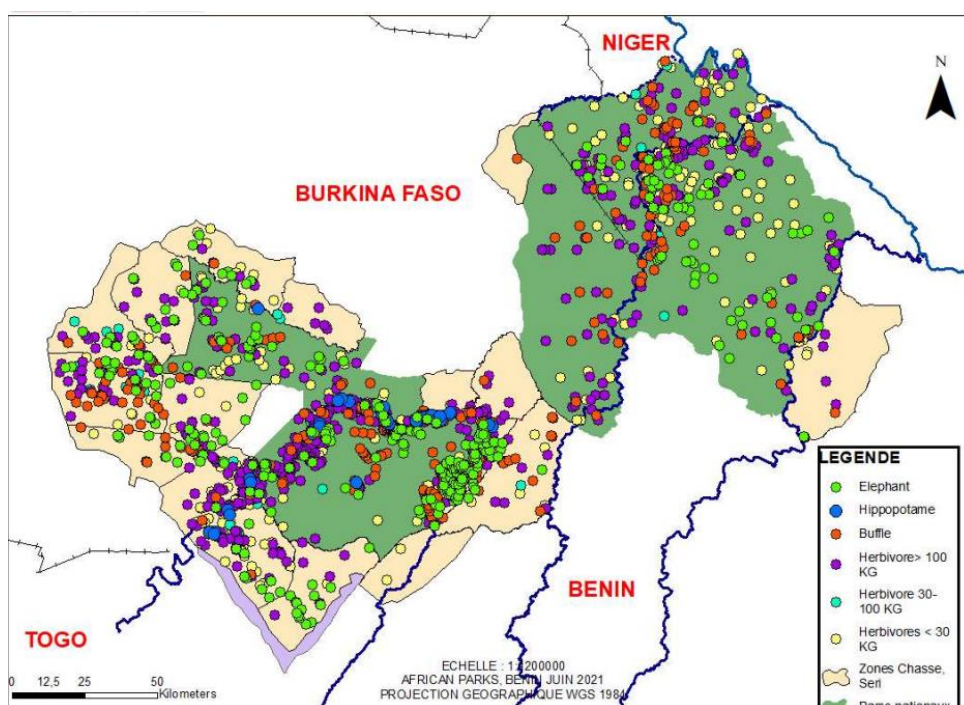 NIGER
N
BURKINA FASO
TOGO
BENIN
LEGENDE
Elephant
Hippopotame
Buffle
Herbivore> 100
KG
Herbivore 30-
100 KG
Herbivores < 30
KG
Zones Chasse,
Seri
0 12,5 25 50
Kilometers
AFRICAN PARKS, BENIN JUIN 2021
PROJECTION GEOGRAPHIQUE WGS 1984
ECHELLE :